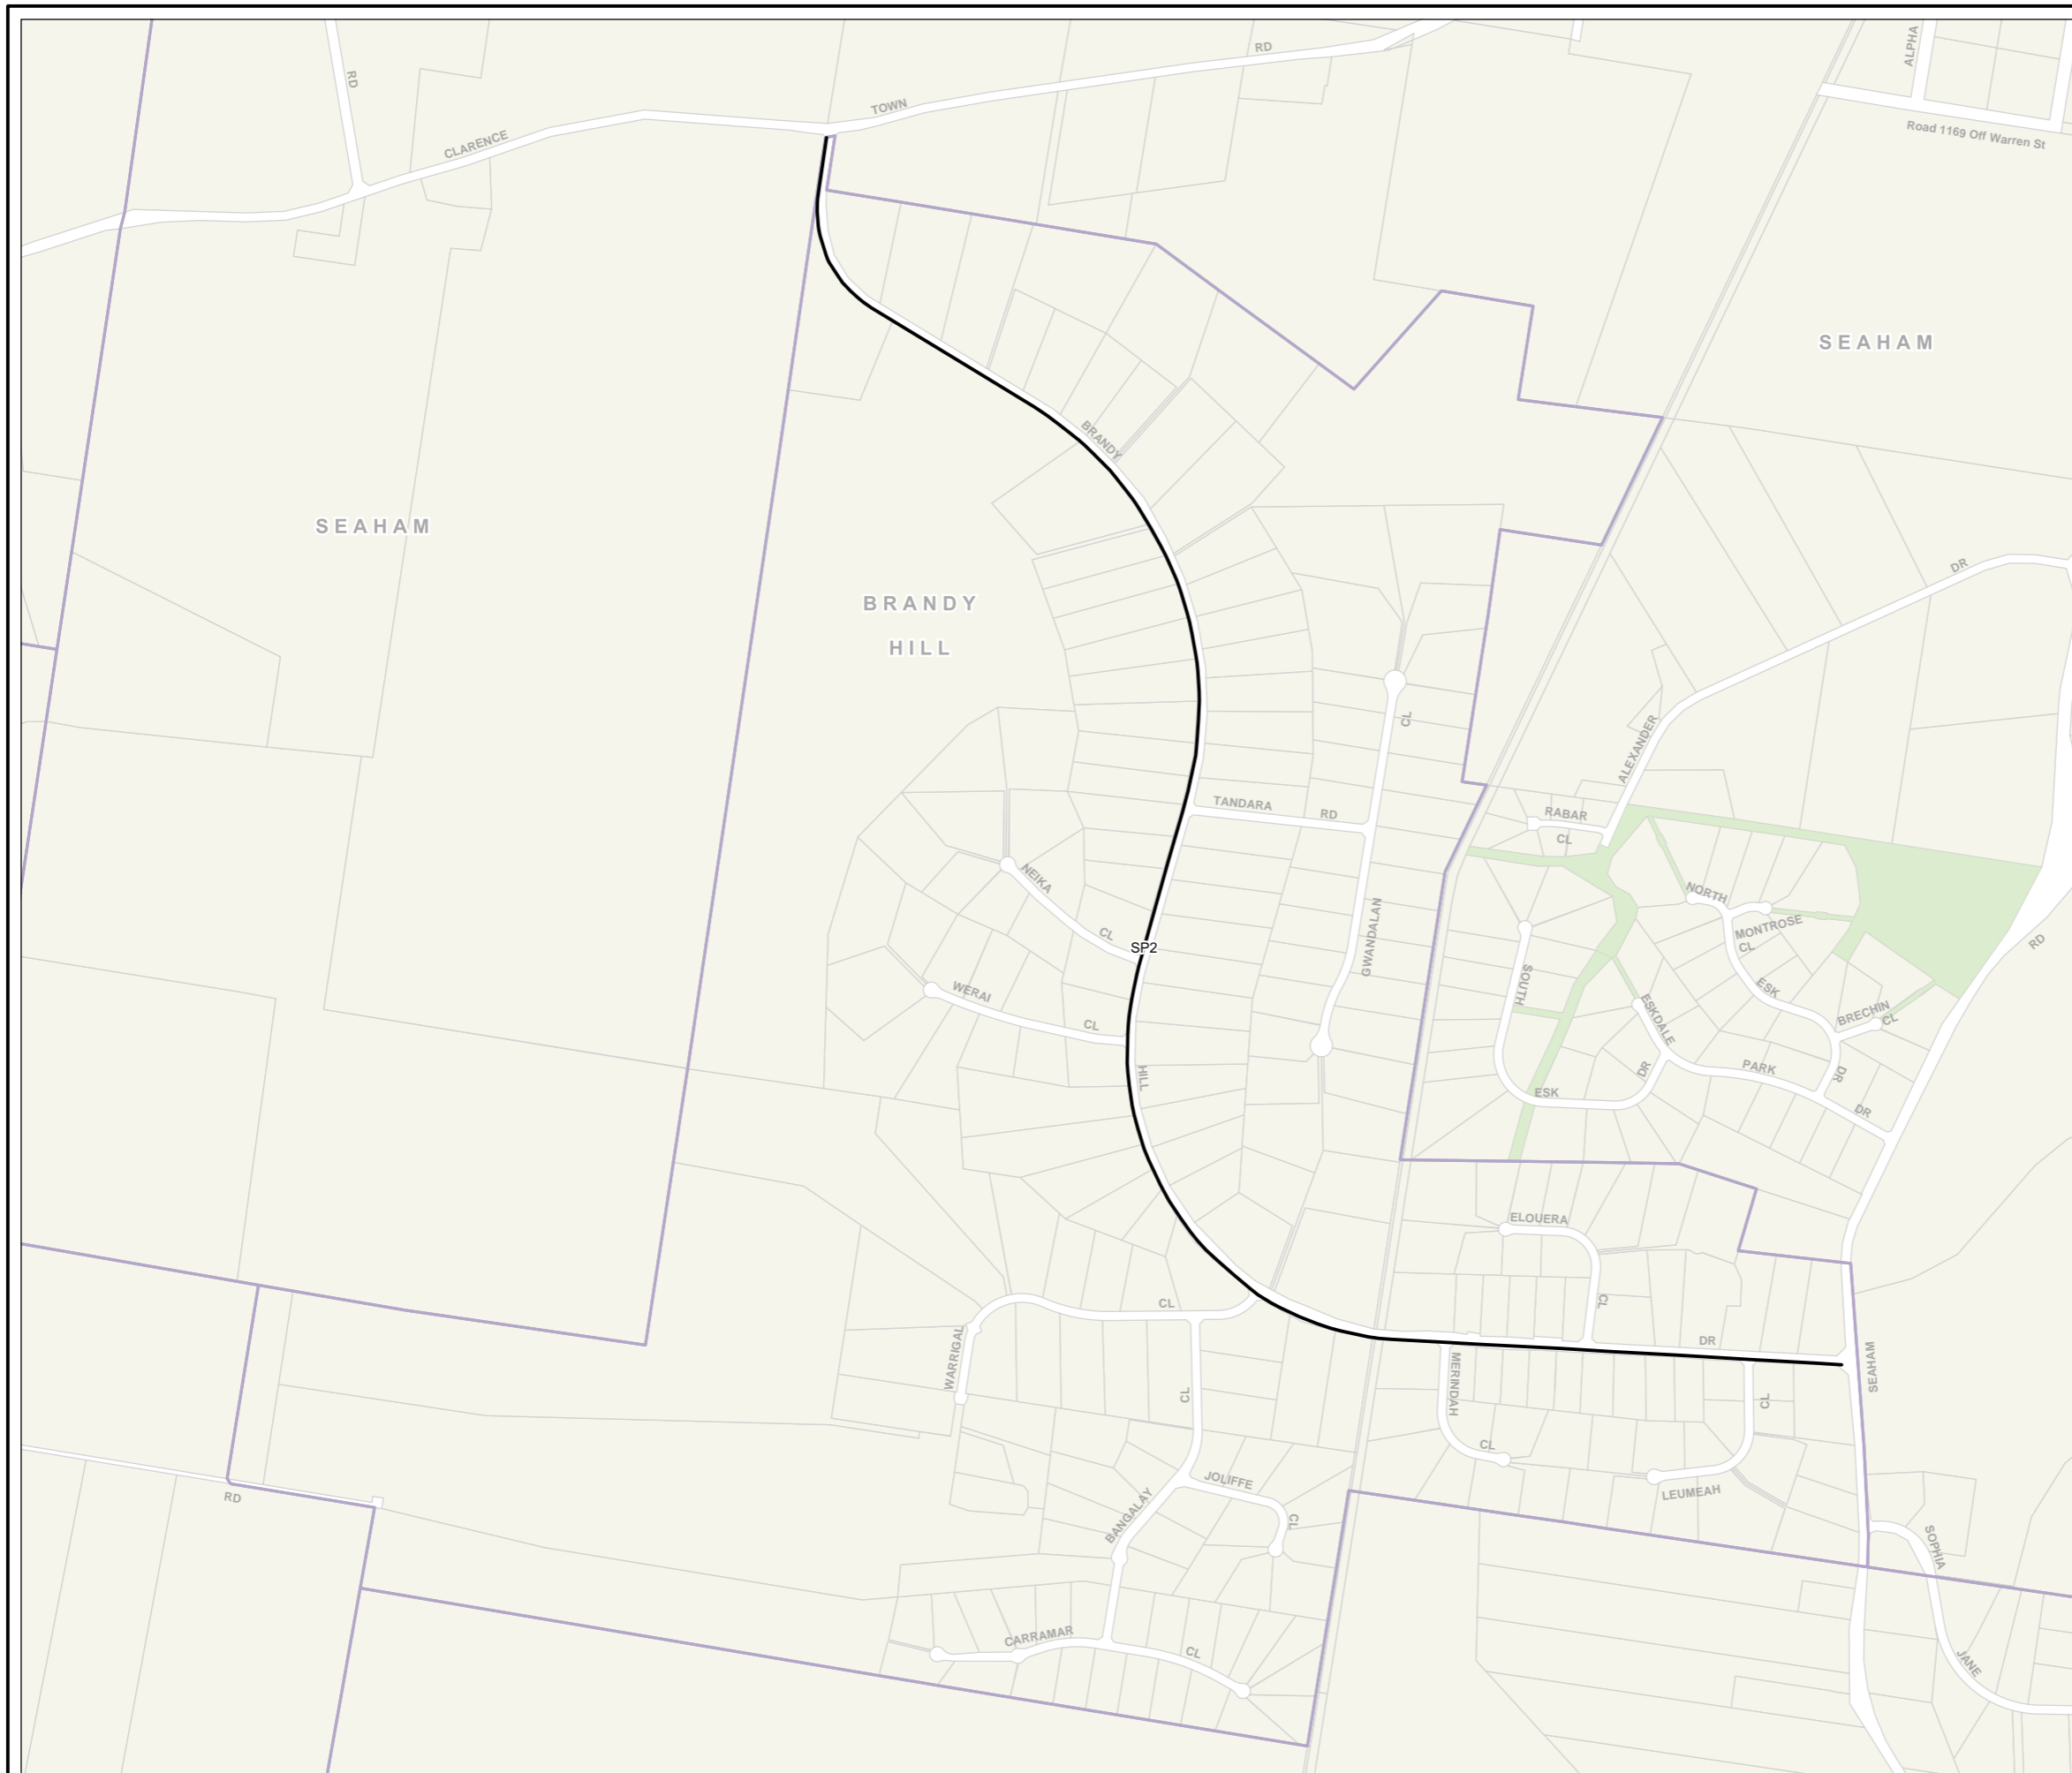 RD
ALPHA
RD
TOWN
CLARENCE
Road 1169 Off Warren St
SEAHAM
BRANDY
SEAHAM
DR
BRANDY
HILL
CL
ALEXANDER
TANDARA
RD
RABAR
CL
NEIKA
NORTH
MONTROSE
CL
CL
SP2
GWANDALAN
RD
WERAI
CL
SOUTH
ESK
ESKDALE
BRECHIN
CL
HILL
PARK
DR
DR
DR
ESK
ELOUERA
CL
CL
DR
WARRIGAL
SEAHAM
MERINDAH
CL
CL
CL
JOLIFFE
LEUMEAH
RD
BANGALAY
CL
SOPHIA
CARRAMAR
CL
JANE